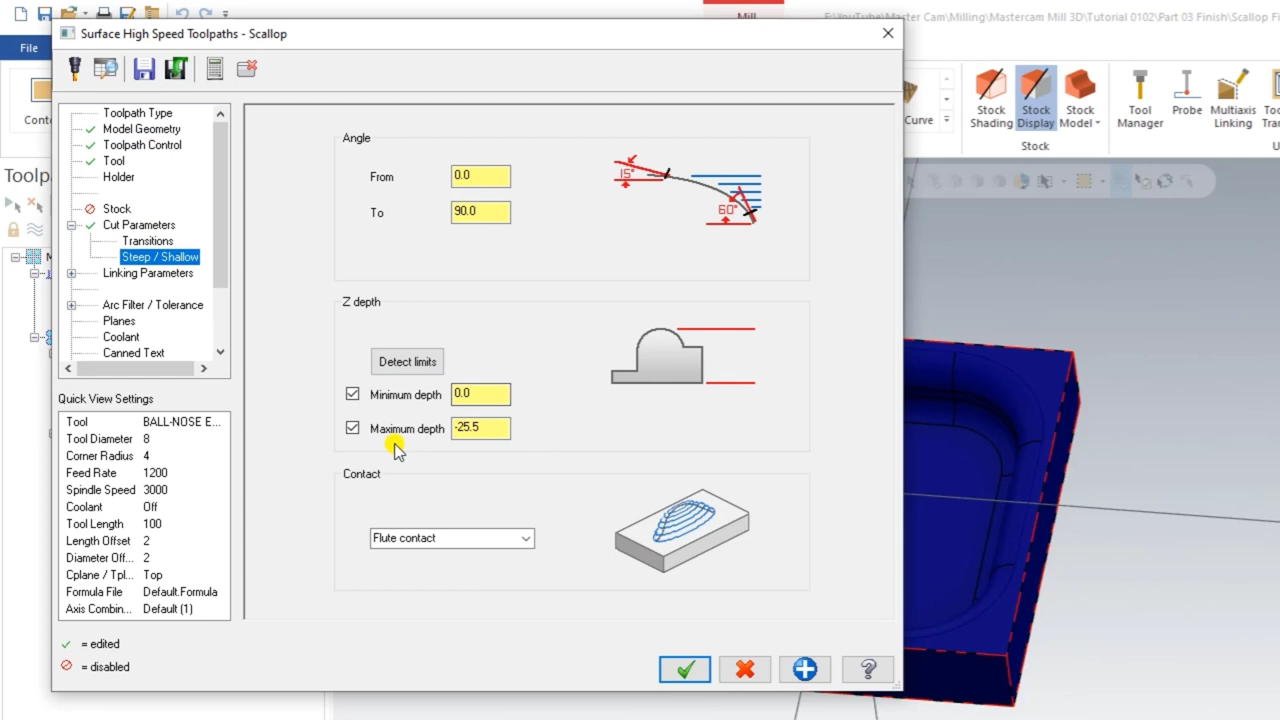 Mill
F:\YouTube\Master Cam\Milling\Mastercam Mill 3D\Tutorial 0102\Part 03 Finish\Scallop Fi
Surface High Speed Toolpaths - Scallop
File
Conto
Curve
Stock Shading
Stock Display
Stock Model
Tool Manager
Probe
Multiaxis Linking
Stock
Toolp
Toolpath Type
Model Geometry
Toolpath Control
Tool
Holder
Stock
Cut Parameters
Transitions
Steep / Shallow
Linking Parameters
Arc Filter / Tolerance
Planes
Coolant
Canned Text
Quick View Settings
Tool BALL-NOSE E...
Tool Diameter 8
Corner Radius 4
Feed Rate 1200
Spindle Speed 3000
Coolant Off
Tool Length 100
Length Offset 2
Diameter Off... 2
Cplane / Tpl... Top
Formula File Default.Formula
Axis Combin... Default (1)
= edited
= disabled
Angle
From 0.0
To 90.0
15°
60°
Z depth
Detect limits
Minimum depth 0.0
Maximum depth -25.5
Contact
Flute contact